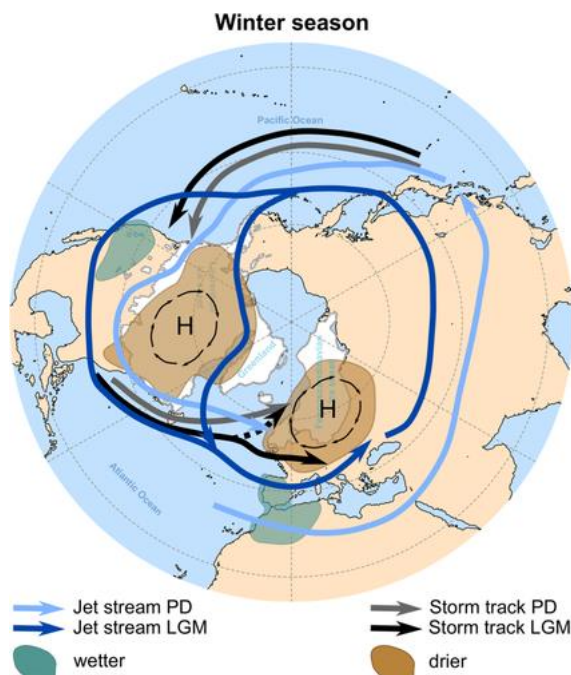 Winter season
Pacific Ocean
H
Greenland
H
Atlantic Ocean
Jet stream PD
Jet stream LGM
wetter
Storm track PD
Storm track LGM
drier